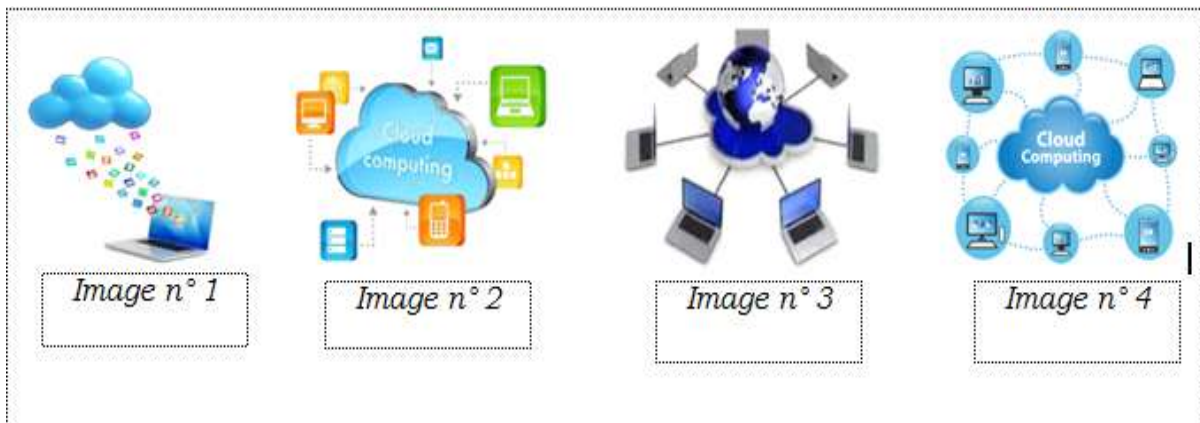 Cloud
computing
Cloud
Computing
Image n° 1
Image n° 2
Image n° 3
Image n° 4